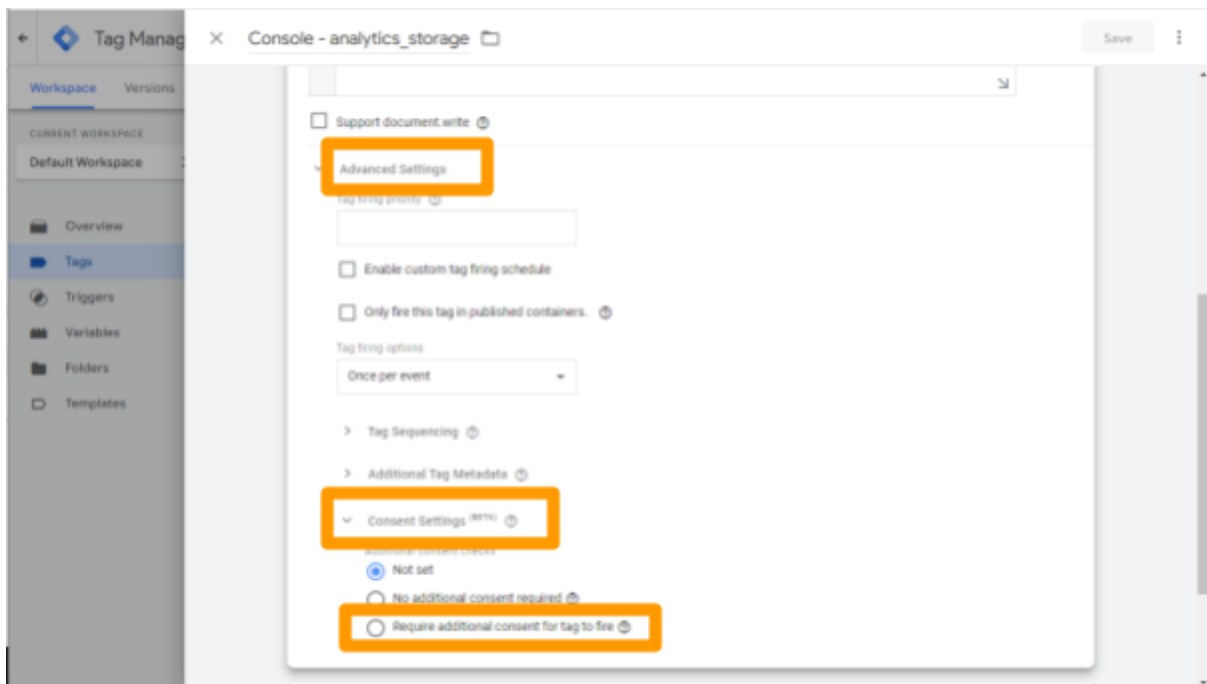 Tag Manag
Console - analytics_storage
Save
Workspace Versions
CURRENT WORKSPACE
Default Workspace
Overview
Tags
Triggers
Variables
Folders
Templates
Support document.write
Advanced Settings
Tag firing priority
Enable custom tag firing schedule
Only fire this tag in published containers.
Tag firing options
Once per event
Tag Sequencing
Additional Tag Metadata
Consent Settings (BETA)
Additional consent checks
Not set
No additional consent required
Require additional consent for tag to fire